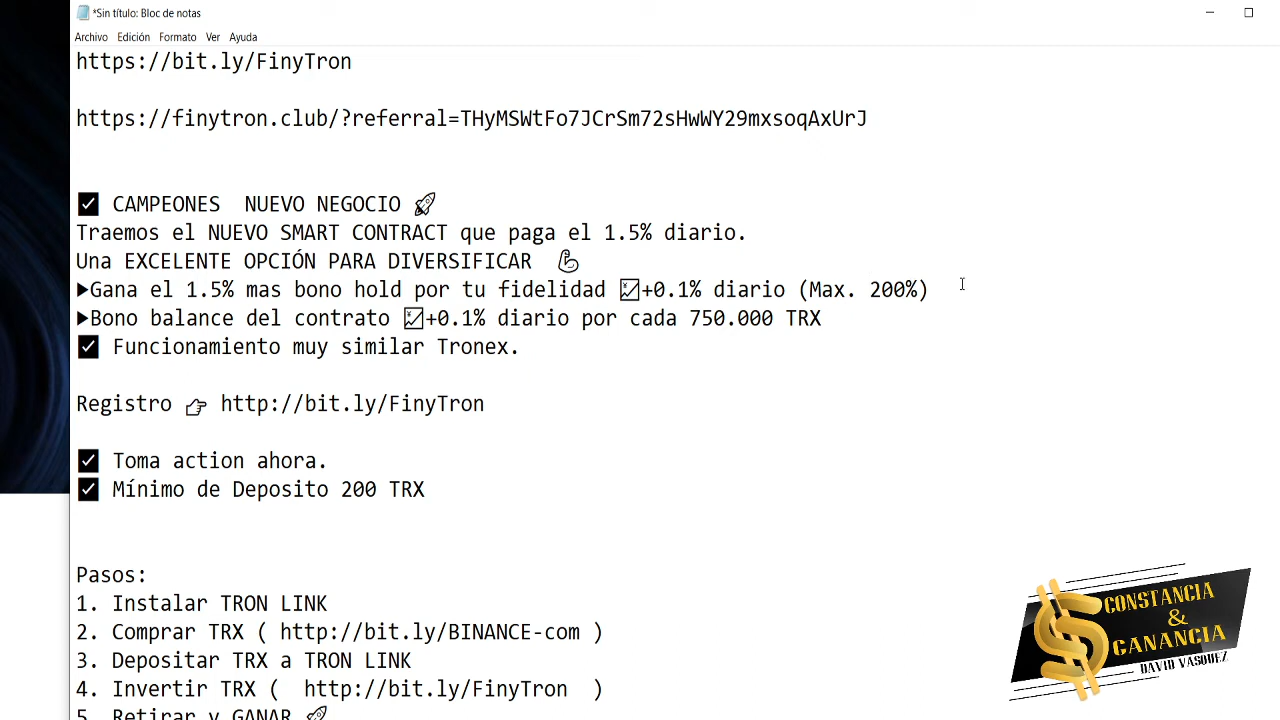 *Sin título: Bloc de notas
Archivo Edición Formato Ver Ayuda
https://bit.ly/FinyTron
https://finytron.club/?referral=THyMSWtFo7JCrSm72sHwWY29mxsoqAxUrJ
☑ CAMPEONES NUEVO NEGOCIO 🚀
Traemos el NUEVO SMART CONTRACT que paga el 1.5% diario.
Una EXCELENTE OPCIÓN PARA DIVERSIFICAR 💪
▶Gana el 1.5% mas bono hold por tu fidelidad 💹+0.1% diario (Max. 200%)
▶Bono balance del contrato 💹+0.1% diario por cada 750.000 TRX
☑ Funcionamiento muy similar Tronex.
Registro 👉 http://bit.ly/FinyTron
☑ Toma action ahora.
☑ Mínimo de Deposito 200 TRX
Pasos:
1. Instalar TRON LINK
2. Comprar TRX ( http://bit.ly/BINANCE-com )
3. Depositar TRX a TRON LINK
4. Invertir TRX ( http://bit.ly/FinyTron )
5. Retirar y GANAR 🚀
CONSTANCIA
&
GANANCIA
DAVID VASQUEZ